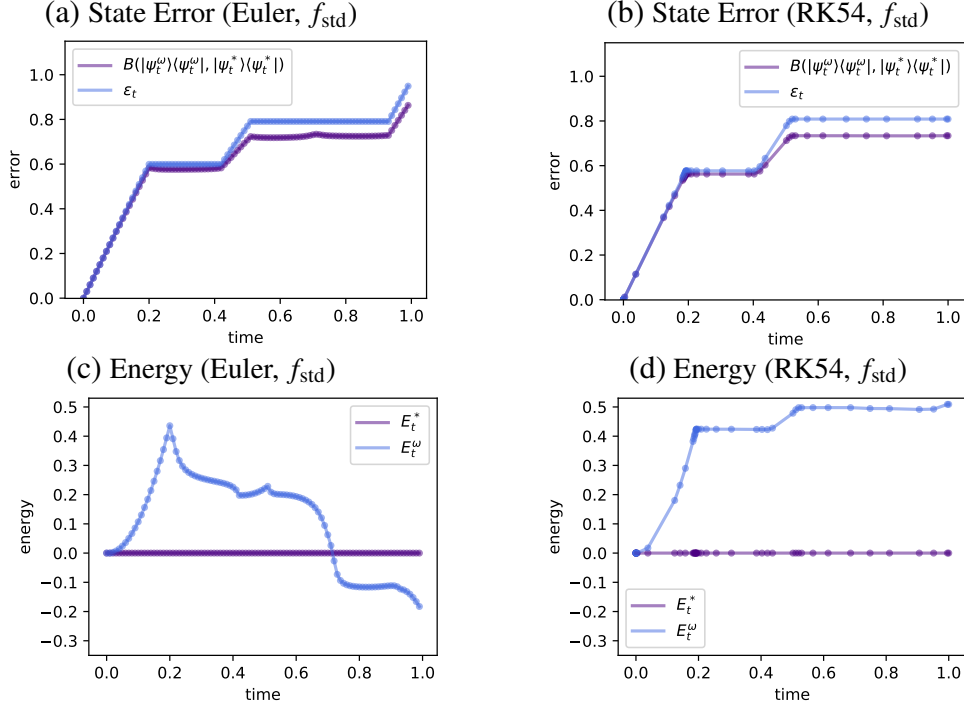 (a) State Error (Euler, f_std)
B(|ψ_t^ω⟩⟨ψ_t^ω|, |ψ_t^*⟩⟨ψ_t^*|)
ε_t
1.0
0.8
0.6
0.4
0.2
0.0
error
0.0 0.2 0.4 0.6 0.8 1.0
time
(b) State Error (RK54, f_std)
B(|ψ_t^ω⟩⟨ψ_t^ω|, |ψ_t^*⟩⟨ψ_t^*|)
ε_t
1.0
0.8
0.6
0.4
0.2
0.0
error
0.0 0.2 0.4 0.6 0.8 1.0
time
(c) Energy (Euler, f_std)
E_t^*
E_t^ω
0.5
0.4
0.3
0.2
0.1
0.0
−0.1
−0.2
−0.3
energy
0.0 0.2 0.4 0.6 0.8 1.0
time
(d) Energy (RK54, f_std)
0.5
0.4
0.3
0.2
0.1
0.0
−0.1
−0.2
−0.3
energy
E_t^*
E_t^ω
0.0 0.2 0.4 0.6 0.8 1.0
time